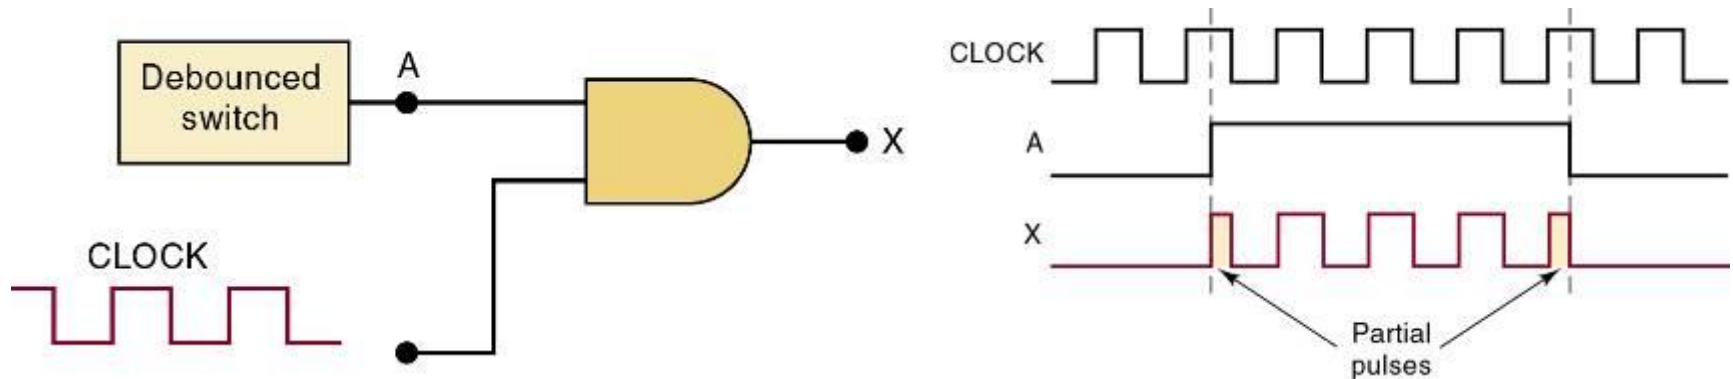 Debounced
switch
A
X
CLOCK
CLOCK
A
X
Partial
pulses